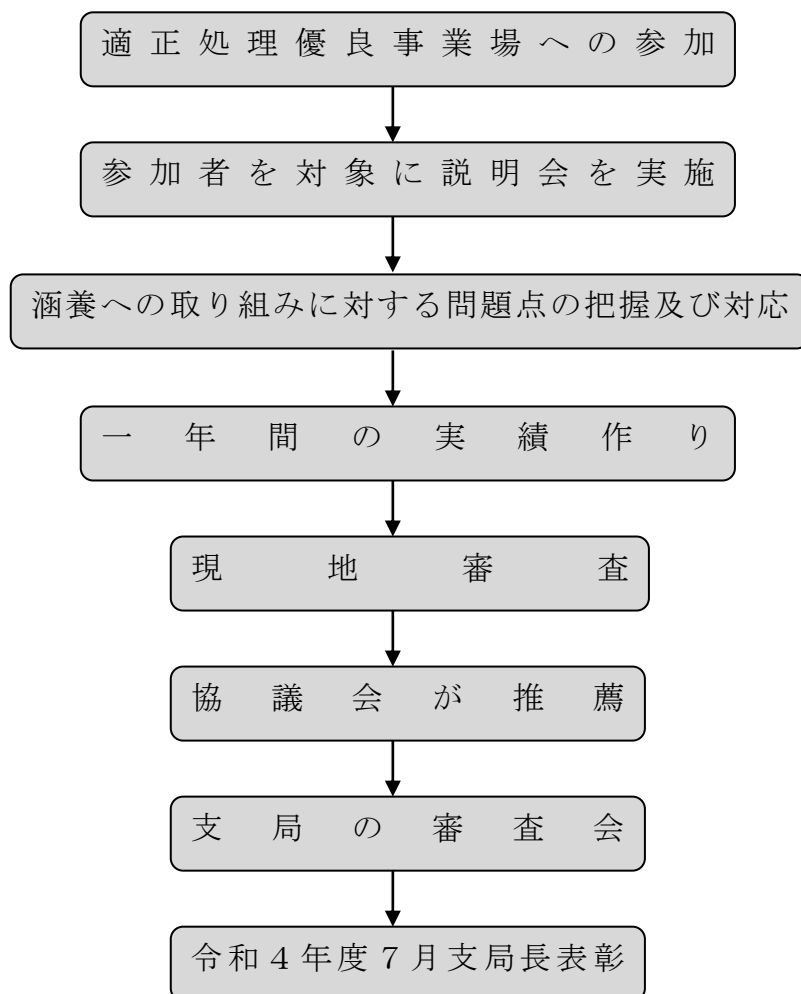 適正処理優良事業場への参加
参加者を対象に説明会を実施
涵養への取り組みに対する問題点の把握及び対応
一年間の実績作り
現地審査
協議会が推薦
支局の審査会
令和４年度７月支局長表彰